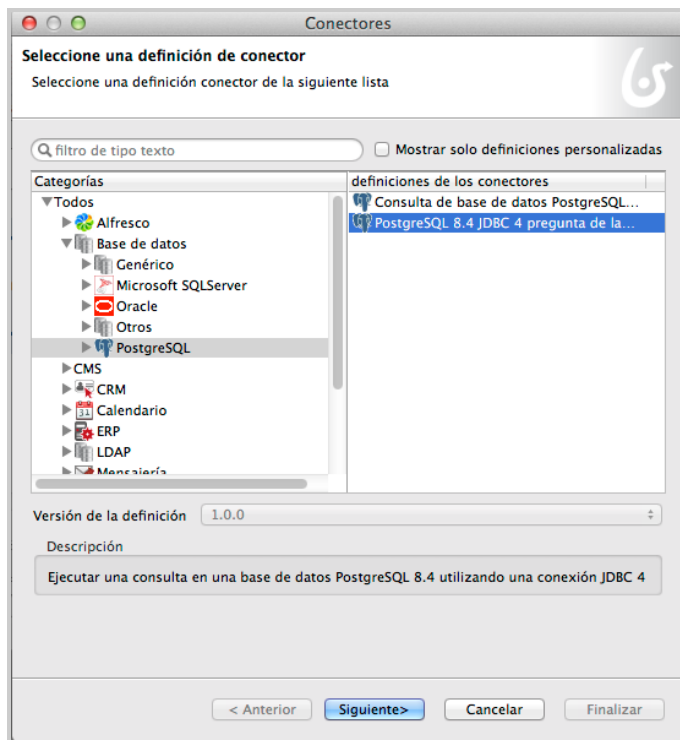 Conectores
Seleccione una definición de conector
Seleccione una definición conector de la siguiente lista
filtro de tipo texto
Mostrar solo definiciones personalizadas
Categorías
Todos
Alfresco
Base de datos
Genérico
Microsoft SQLServer
Oracle
Otros
PostgreSQL
CMS
CRM
Calendario
ERP
LDAP
Mensajería
definiciones de los conectores
Consulta de base de datos PostgreSQL...
PostgreSQL 8.4 JDBC 4 pregunta de la...
Versión de la definición 1.0.0
Descripción
Ejecutar una consulta en una base de datos PostgreSQL 8.4 utilizando una conexión JDBC 4
< Anterior Siguiente> Cancelar Finalizar